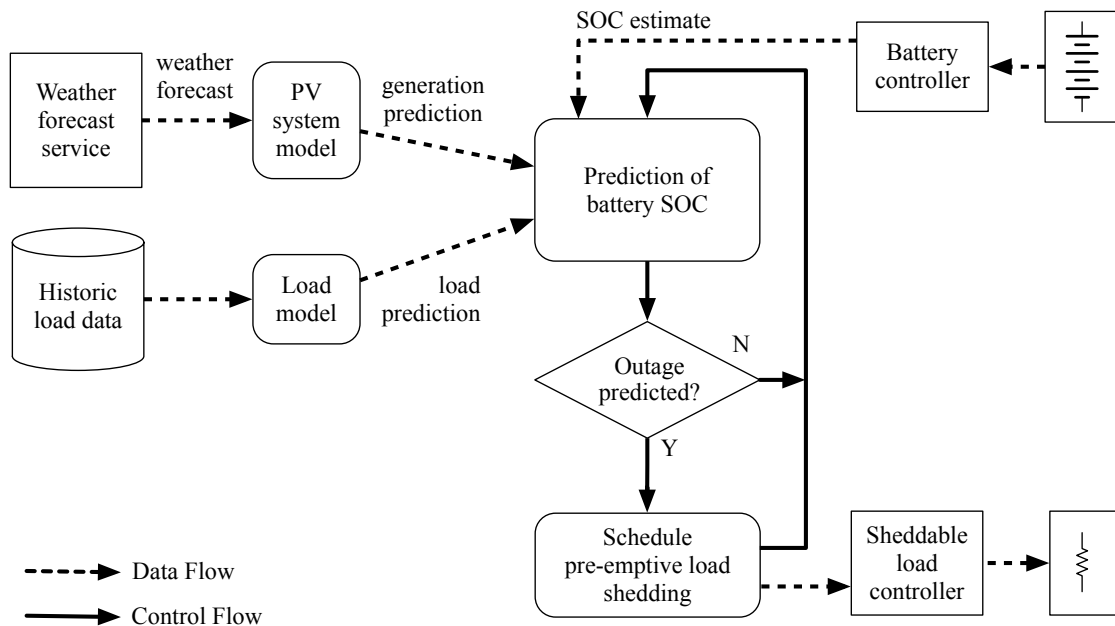 SOC estimate
Battery
controller
weather
forecast
Weather
forecast
service
PV
system
model
generation
prediction
Prediction of
battery SOC
Historic
load data
Load
model
load
prediction
Outage
predicted?
N
Y
Schedule
pre-emptive load
shedding
Sheddable
load
controller
Data Flow
Control Flow